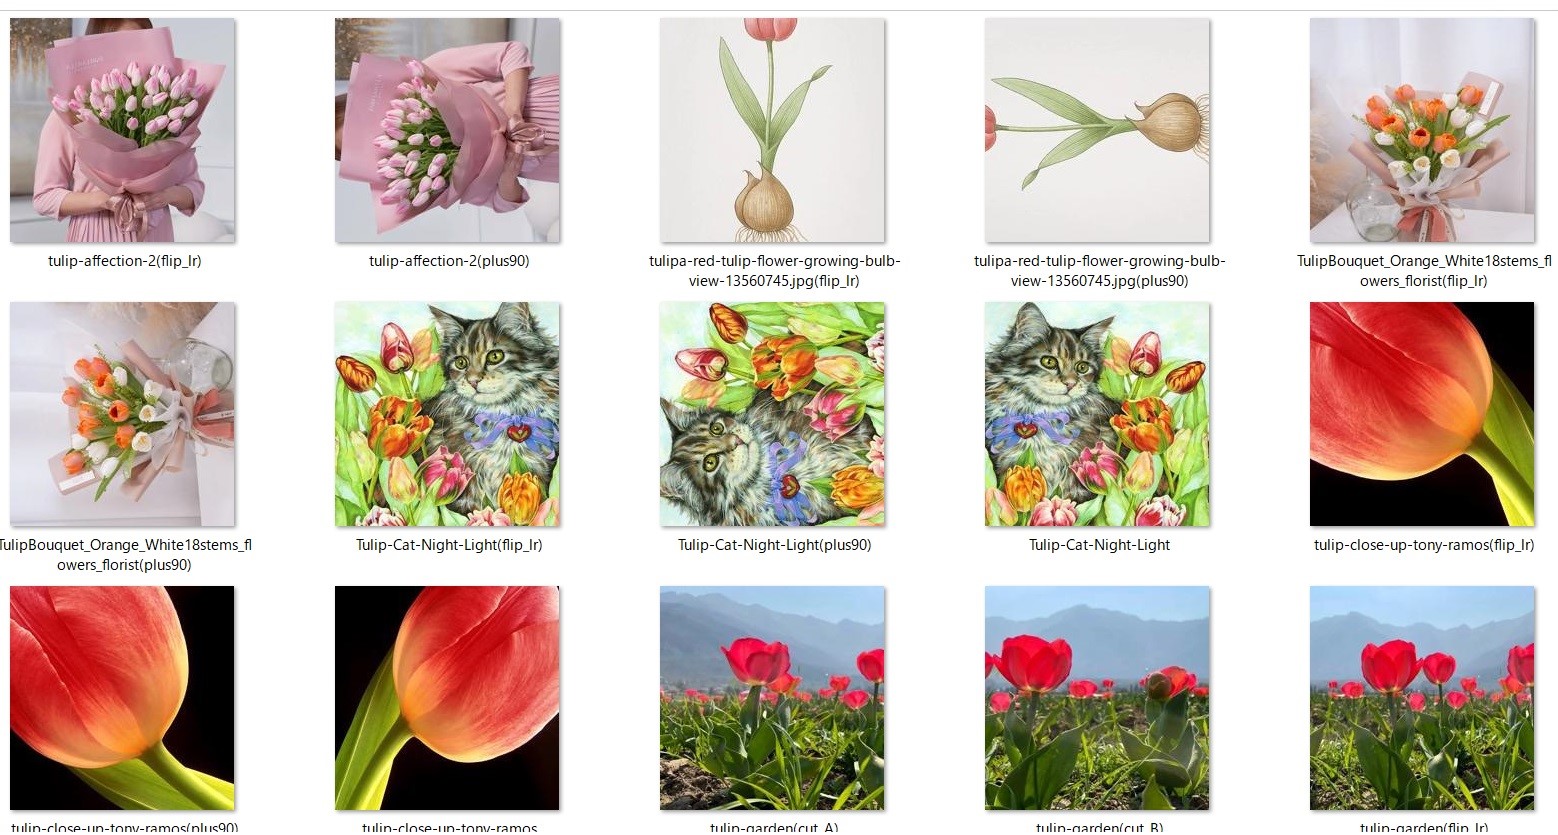 tulip-affection-2(flip_lr)
tulip-affection-2(plus90)
tulipa-red-tulip-flower-growing-bulb-
view-13560745.jpg(flip_lr)
tulipa-red-tulip-flower-growing-bulb-
view-13560745.jpg(plus90)
TulipBouquet_Orange_White18stems_fl
owers_florist(flip_lr)
TulipBouquet_Orange_White18stems_fl
owers_florist(plus90)
Tulip-Cat-Night-Light(flip_lr)
Tulip-Cat-Night-Light(plus90)
Tulip-Cat-Night-Light
tulip-close-up-tony-ramos(flip_lr)
tulip-close-up-tony-ramos(plus90)
tulip-close-up-tony-ramos
tulip-garden(cut_A)
tulip-garden(cut_B)
tulip-garden(flip_lr)